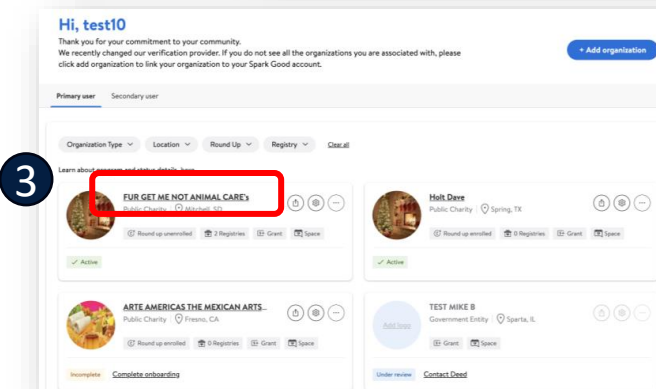 Hi, test10
Thank you for your commitment to your community.
We recently changed our verification provider. If you do not see all the organizations you are associated with, please
click add organization to link your organization to your Spark Good account.
+ Add organization
Primary user Secondary user
Organization Type Location Round Up Registry Clear all
3
Learn about program and status details, here
FUR GET ME NOT ANIMAL CARE's
Public Charity Mitchell, SD
Round up unenrolled 2 Registries Grant Space
✓ Active
Holt Dave
Public Charity Spring, TX
Round up enrolled 0 Registries Grant Space
✓ Active
ARTE AMERICAS THE MEXICAN ARTS...
Public Charity Fresno, CA
Round up enrolled 0 Registries Grant Space
Incomplete Complete onboarding
Add logo
TEST MIKE B
Government Entity Sparta, IL
Grant Space
Under review Contact Deed